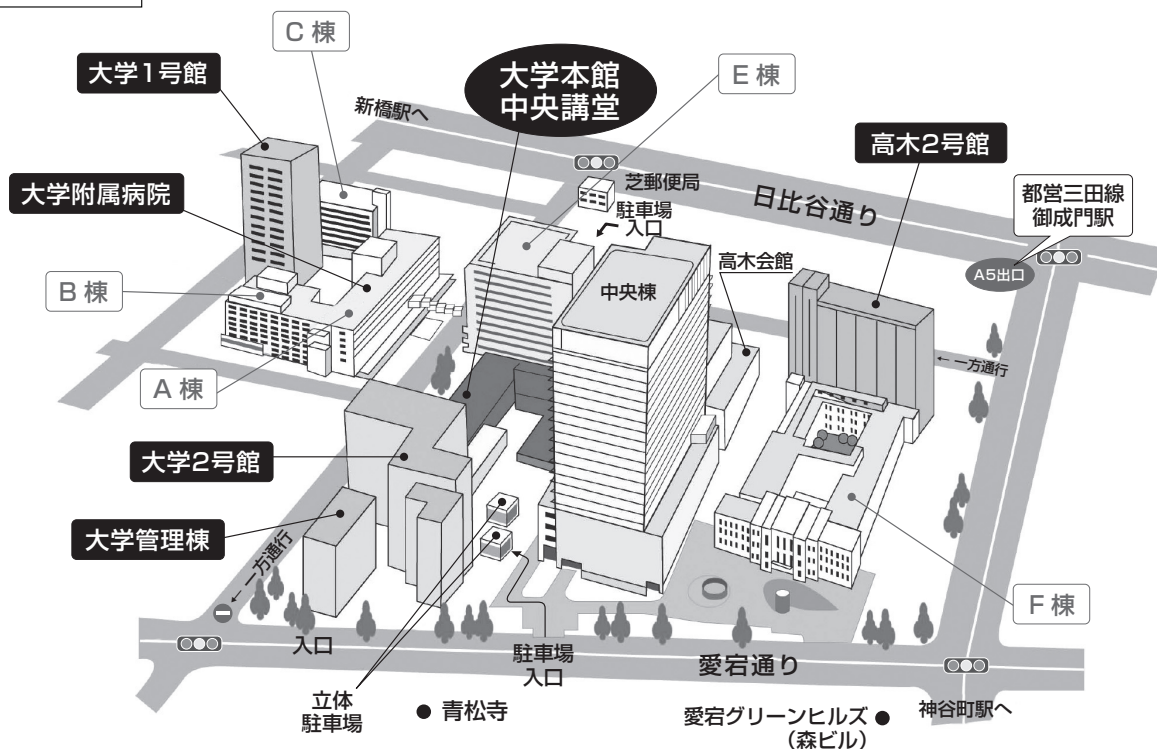 C 棟
大学1号館
大学本館
中央講堂
E 棟
新橋駅へ
高木2号館
大学附属病院
芝郵便局
日比谷通り
都営三田線
御成門駅
駐車場
入口
A5出口
高木会館
B 棟
中央棟
一方通行
A 棟
大学2号館
大学管理棟
一方通行
F 棟
入口
駐車場
入口
愛宕通り
立体
駐車場
青松寺
愛宕グリーンヒルズ
（森ビル）
神谷町駅へ